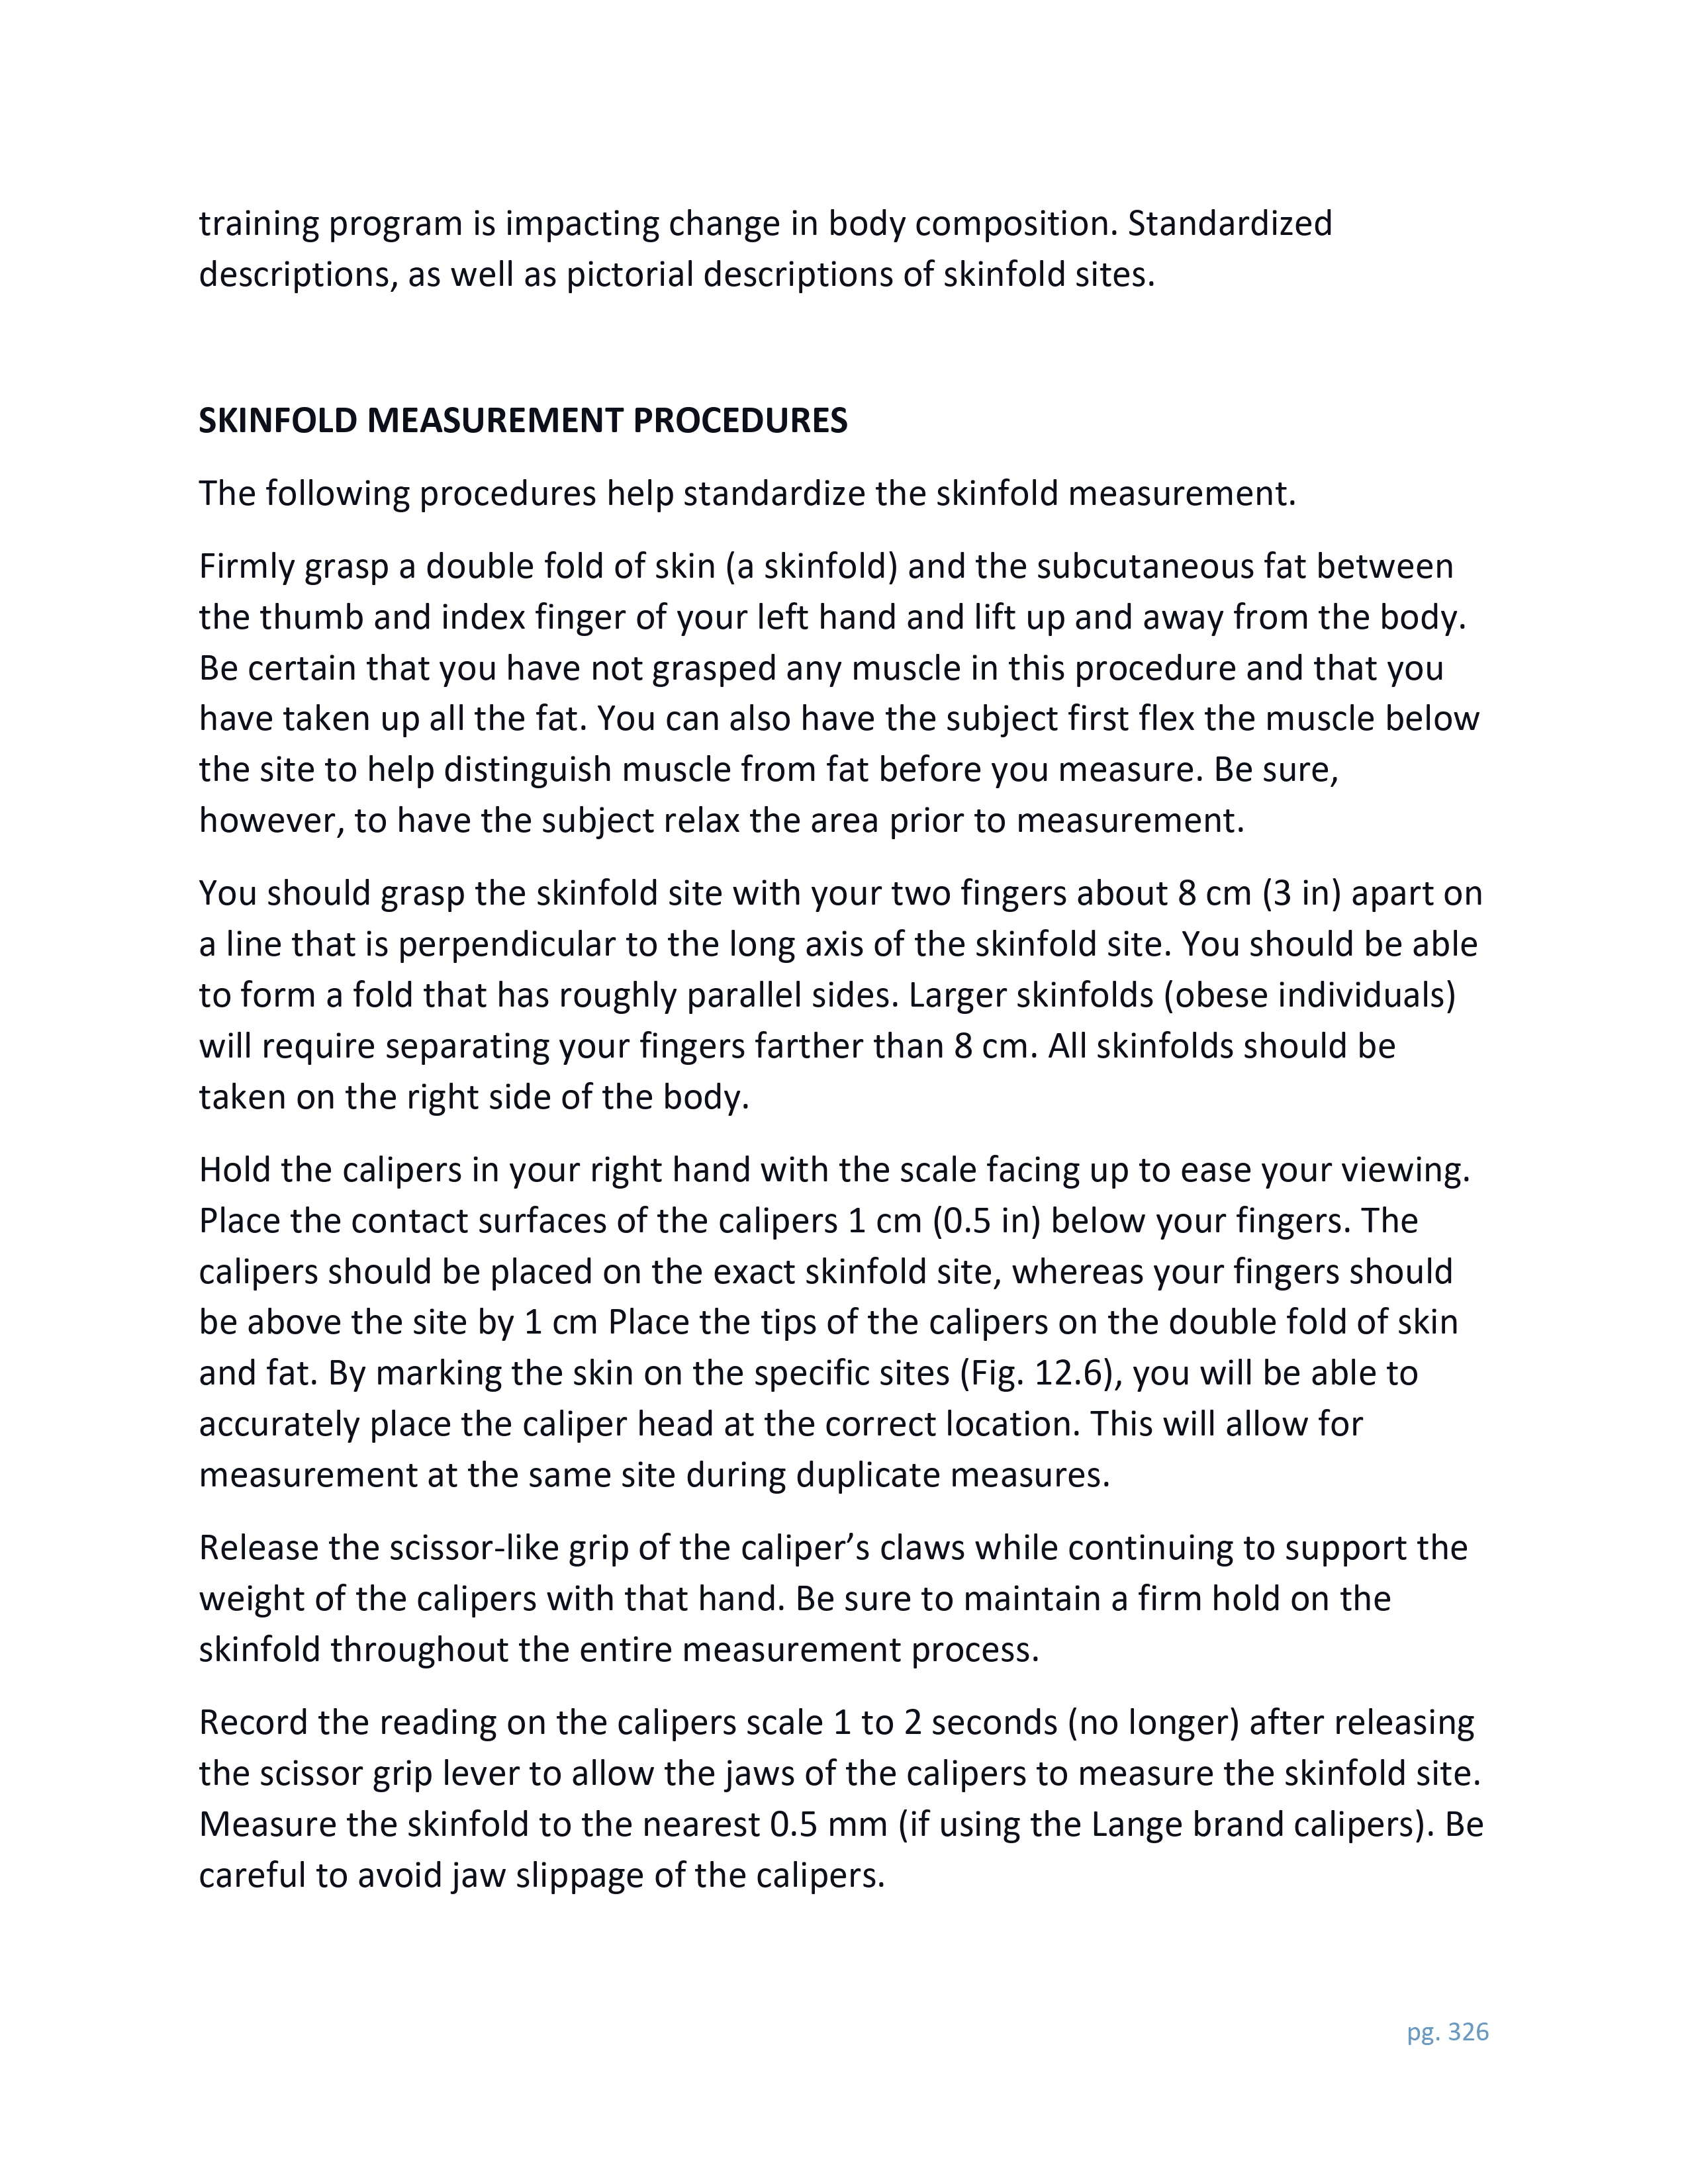 training program is impacting change in body composition. Standardized
descriptions, as well as pictorial descriptions of skinfold sites.
SKINFOLD MEASUREMENT PROCEDURES
The following procedures help standardize the skinfold measurement.
Firmly grasp a double fold of skin (a skinfold) and the subcutaneous fat between
the thumb and index finger of your left hand and lift up and away from the body.
Be certain that you have not grasped any muscle in this procedure and that you
have taken up all the fat. You can also have the subject first flex the muscle below
the site to help distinguish muscle from fat before you measure. Be sure,
however, to have the subject relax the area prior to measurement.
You should grasp the skinfold site with your two fingers about 8 cm (3 in) apart on
a line that is perpendicular to the long axis of the skinfold site. You should be able
to form a fold that has roughly parallel sides. Larger skinfolds (obese individuals)
will require separating your fingers farther than 8 cm. All skinfolds should be
taken on the right side of the body.
Hold the calipers in your right hand with the scale facing up to ease your viewing.
Place the contact surfaces of the calipers 1 cm (0.5 in) below your fingers. The
calipers should be placed on the exact skinfold site, whereas your fingers should
be above the site by 1 cm Place the tips of the calipers on the double fold of skin
and fat. By marking the skin on the specific sites (Fig. 12.6), you will be able to
accurately place the caliper head at the correct location. This will allow for
measurement at the same site during duplicate measures.
Release the scissor-like grip of the caliper’s claws while continuing to support the
weight of the calipers with that hand. Be sure to maintain a firm hold on the
skinfold throughout the entire measurement process.
Record the reading on the calipers scale 1 to 2 seconds (no longer) after releasing
the scissor grip lever to allow the jaws of the calipers to measure the skinfold site.
Measure the skinfold to the nearest 0.5 mm (if using the Lange brand calipers). Be
careful to avoid jaw slippage of the calipers.
pg. 326